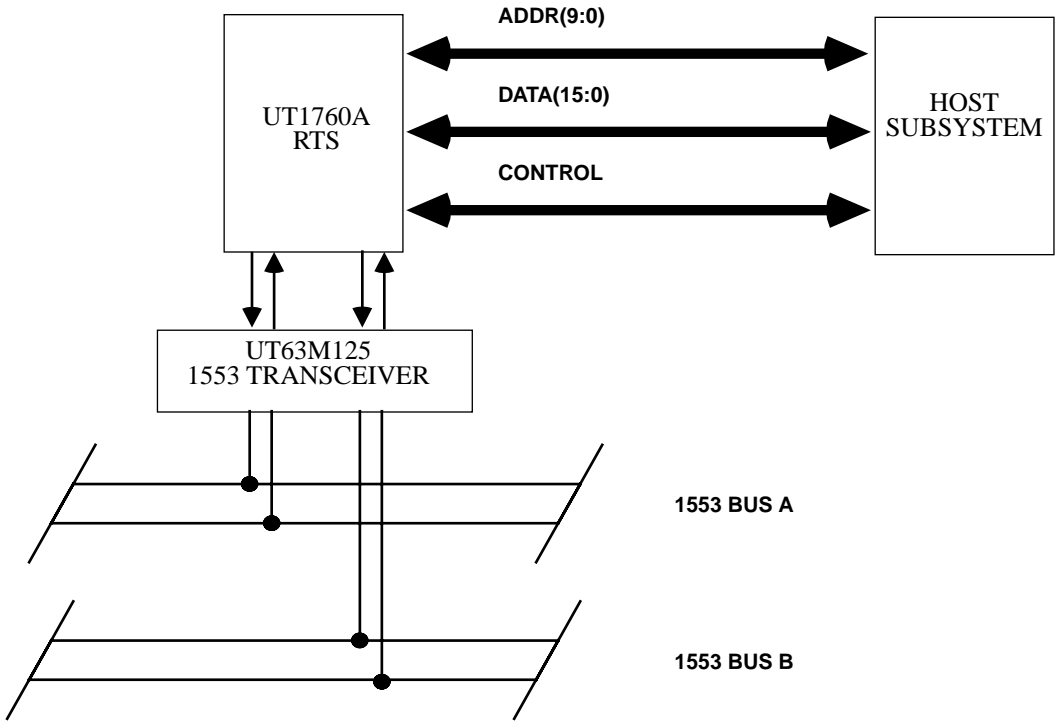 ADDR(9:0)
UT1760A
RTS
DATA(15:0)
HOST
SUBSYSTEM
CONTROL
UT63M125
1553 TRANSCEIVER
1553 BUS A
1553 BUS B